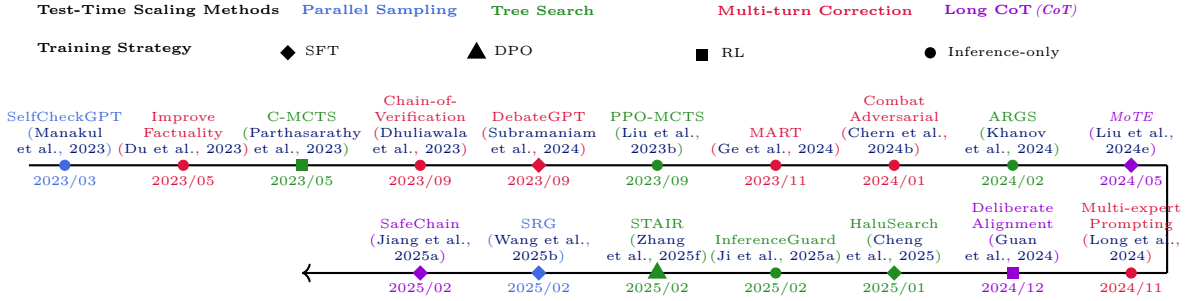 Test-Time Scaling Methods Parallel Sampling Tree Search Multi-turn Correction Long CoT (CoT)
Training Strategy SFT DPO RL Inference-only
SelfCheckGPT
(Manakul
et al., 2023)
2023/03
Improve
Factuality
(Du et al., 2023)
2023/05
C-MCTS
(Parthasarathy
et al., 2023)
2023/05
Chain-of-
Verification
(Dhuliawala
et al., 2023)
2023/09
DebateGPT
(Subramaniam
et al., 2024)
2023/09
PPO-MCTS
(Liu et al.,
2023b)
2023/09
MART
(Ge et al., 2024)
2023/11
Combat
Adversarial
(Chern et al.,
2024b)
2024/01
ARGS
(Khanov
et al., 2024)
2024/02
MoTE
(Liu et al.,
2024e)
2024/05
SafeChain
(Jiang et al.,
2025a)
2025/02
SRG
(Wang et al.,
2025b)
2025/02
STAIR
(Zhang
et al., 2025f)
2025/02
InferenceGuard
(Ji et al., 2025a)
2025/02
HaluSearch
(Cheng
et al., 2025)
2025/01
Deliberate
Alignment
(Guan
et al., 2024)
2024/12
Multi-expert
Prompting
(Long et al.,
2024)
2024/11